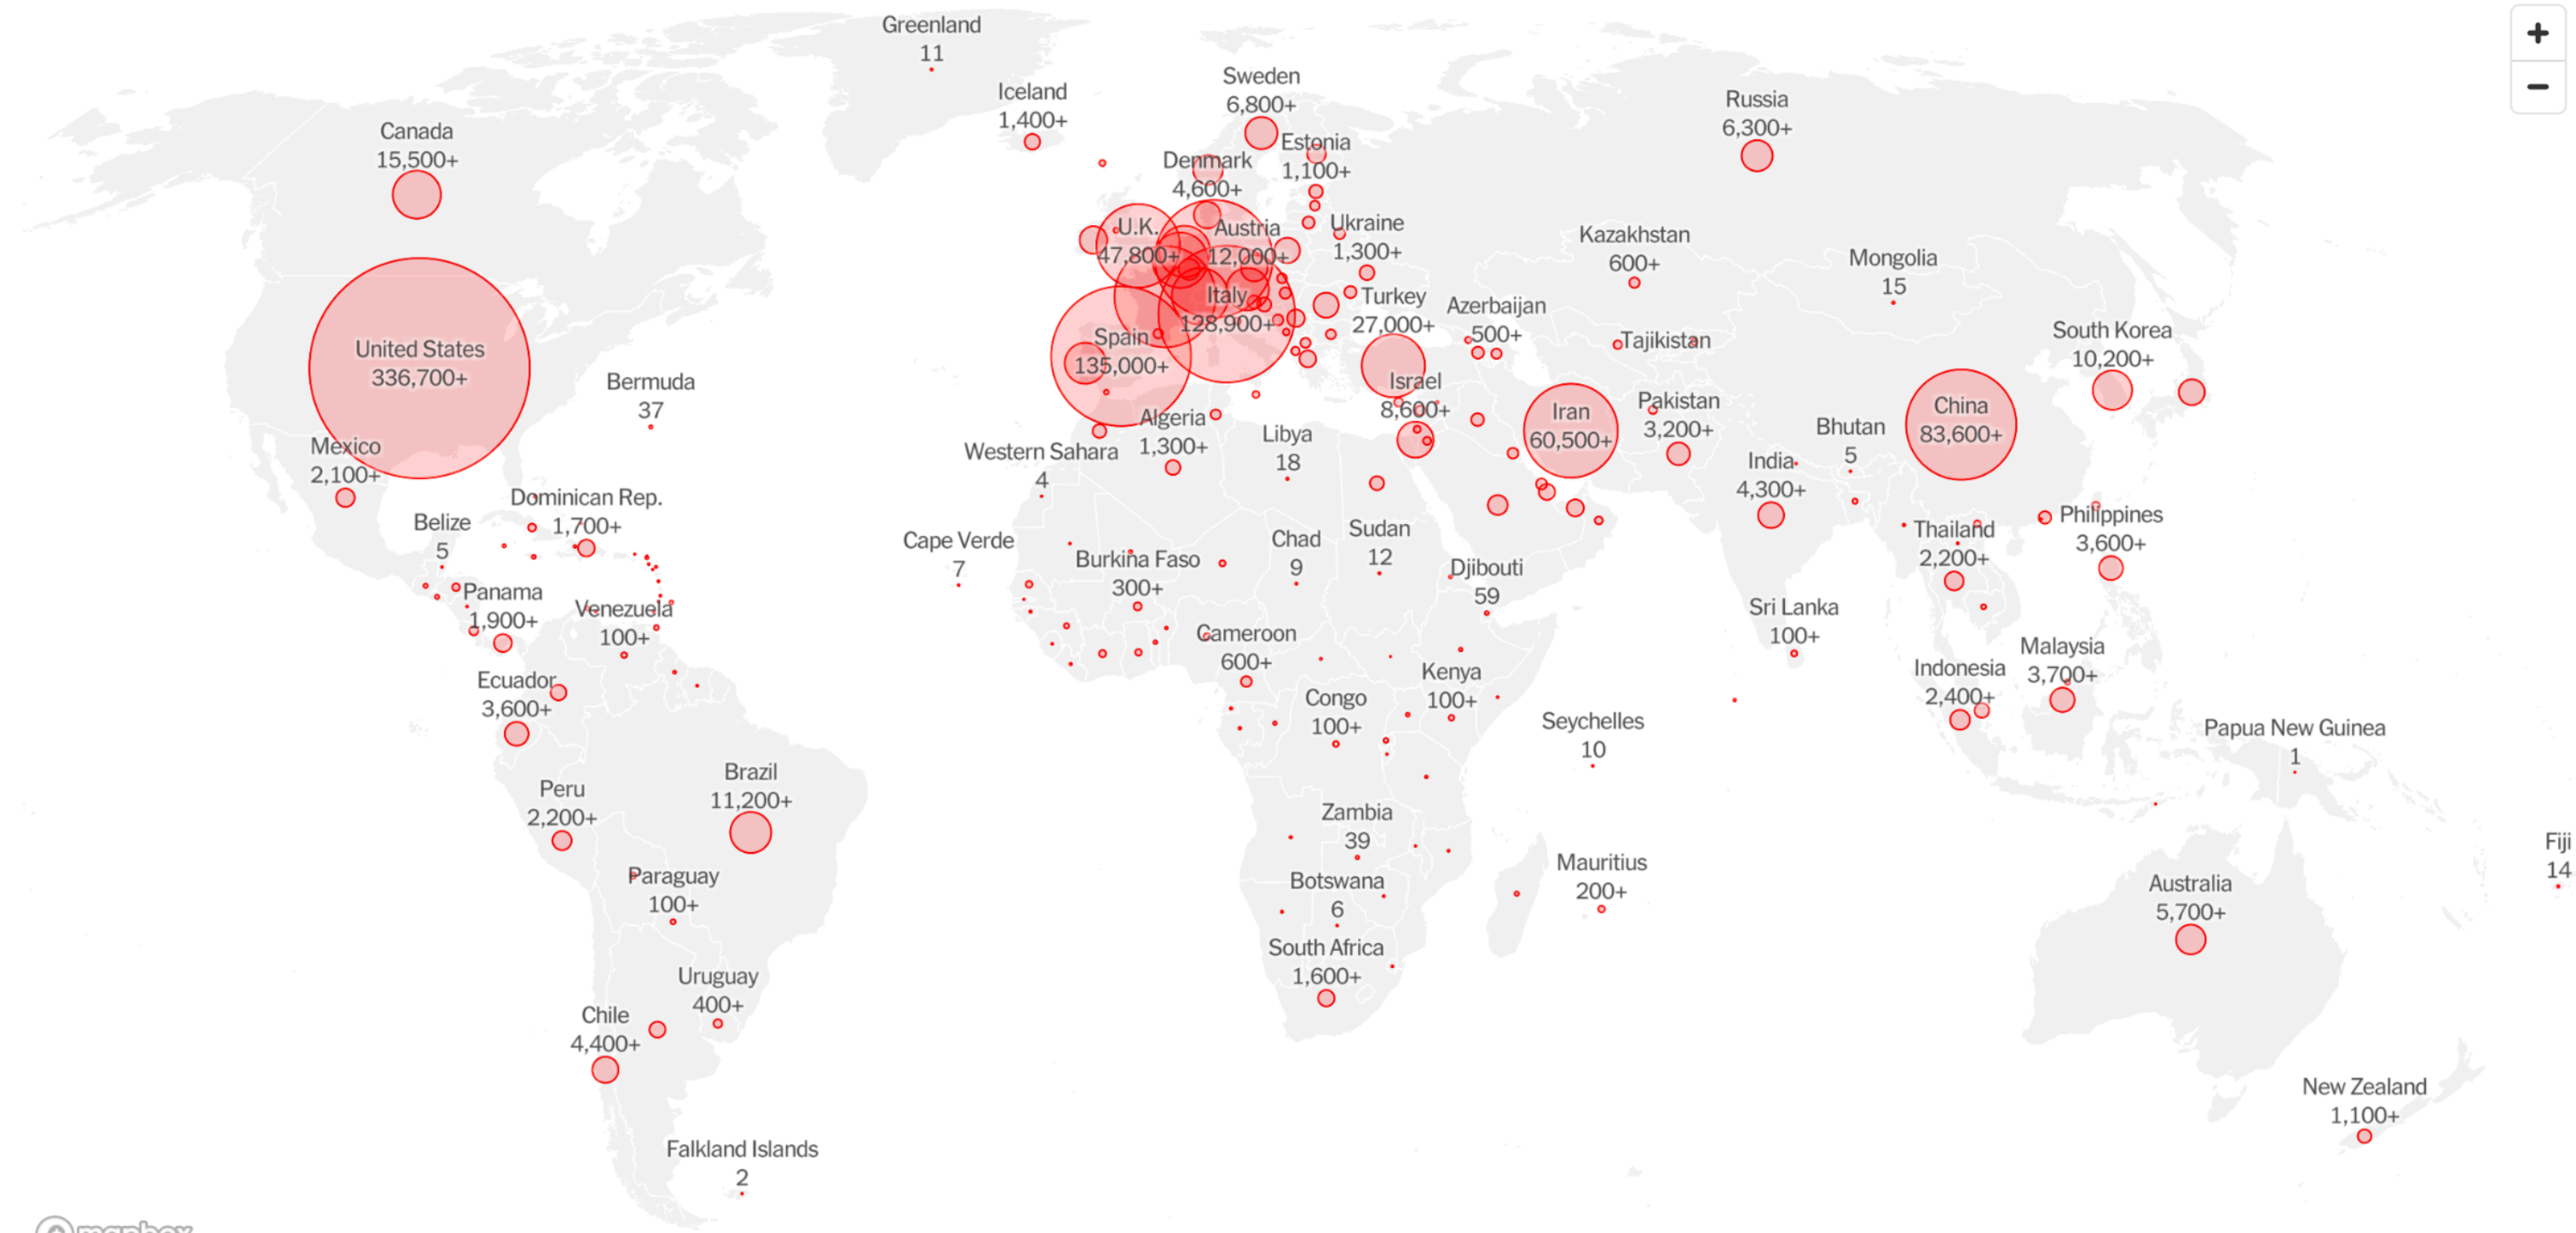 Greenland
11
Iceland
1,400+
Sweden
6,800+
Russia
6,300+
Canada
15,500+
Estonia
1,100+
Denmark
4,600+
U.K.
47,800+
Austria
12,000+
Ukraine
1,300+
Kazakhstan
600+
Mongolia
15
Italy
128,900+
Turkey
27,000+
Azerbaijan
500+
Tajikistan
South Korea
10,200+
United States
336,700+
Spain
135,000+
Bermuda
37
Israel
8,600+
Iran
60,500+
Pakistan
3,200+
China
83,600+
Bhutan
5
Mexico
2,100+
Algeria
1,300+
Libya
18
Western Sahara
4
India
4,300+
Dominican Rep.
1,700+
Belize
5
Philippines
3,600+
Thailand
2,200+
Cape Verde
7
Burkina Faso
300+
Chad
9
Sudan
12
Djibouti
59
Panama
1,900+
Venezuela
100+
Sri Lanka
100+
Cameroon
600+
Malaysia
3,700+
Indonesia
2,400+
Ecuador
3,600+
Kenya
100+
Congo
100+
Seychelles
10
Papua New Guinea
1
Brazil
11,200+
Peru
2,200+
Zambia
39
Fiji
14
Mauritius
200+
Paraguay
100+
Botswana
6
Australia
5,700+
South Africa
1,600+
Uruguay
400+
Chile
4,400+
New Zealand
1,100+
Falkland Islands
2
mapbox